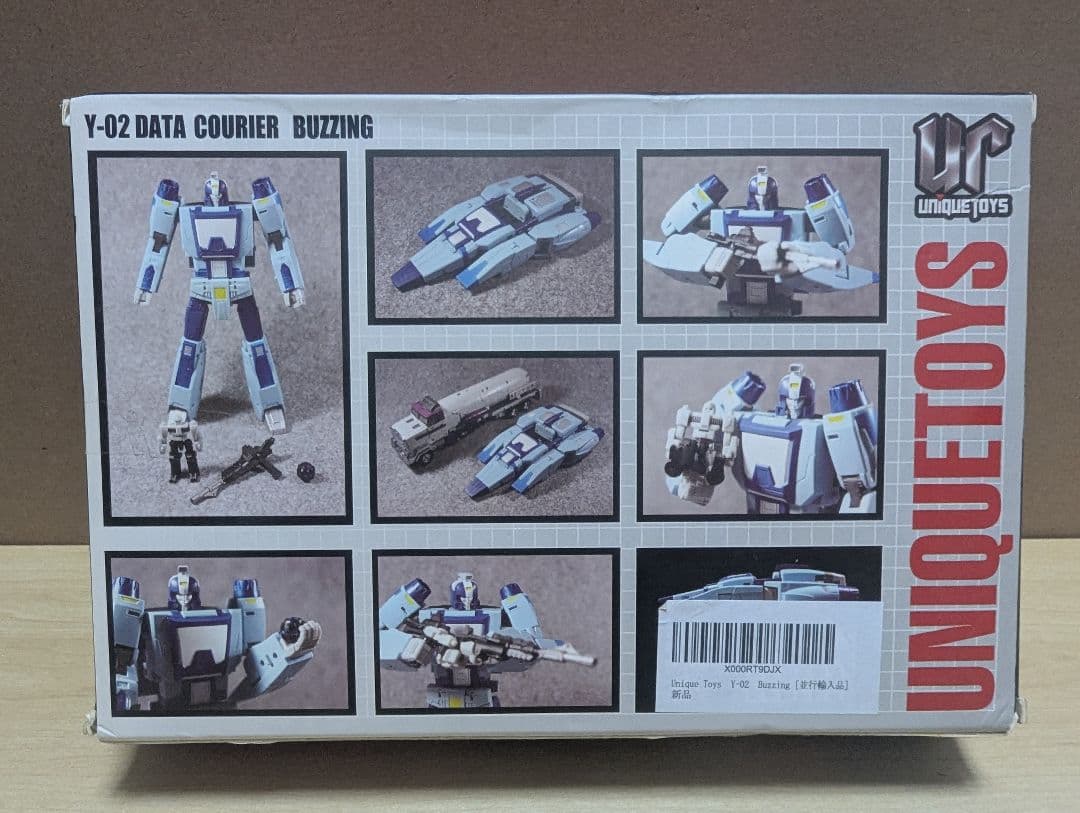 Y-02 DATA COURIER BUZZING
UR
UNIQUETOYS
UNIQUETOYS
X000RT9DJX
Unique Toys Y-02 Buzzing [並行輸入品]
新品